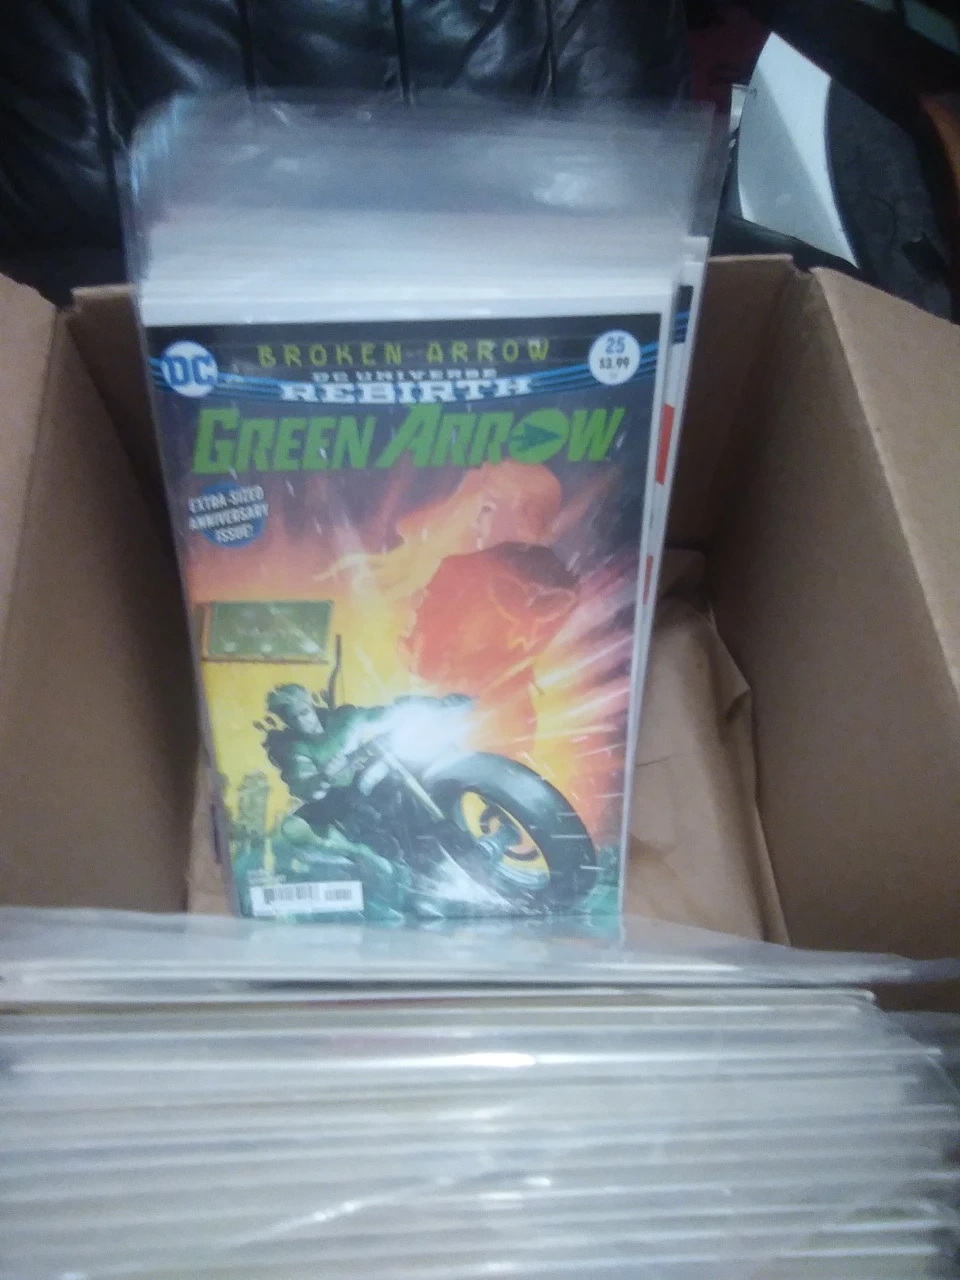 BROKEN ARROW
DC
DC UNIVERSE
REBIRTH
25
$3.99
GREEN ARROW
EXTRA-SIZED
ANNIVERSARY
ISSUE!